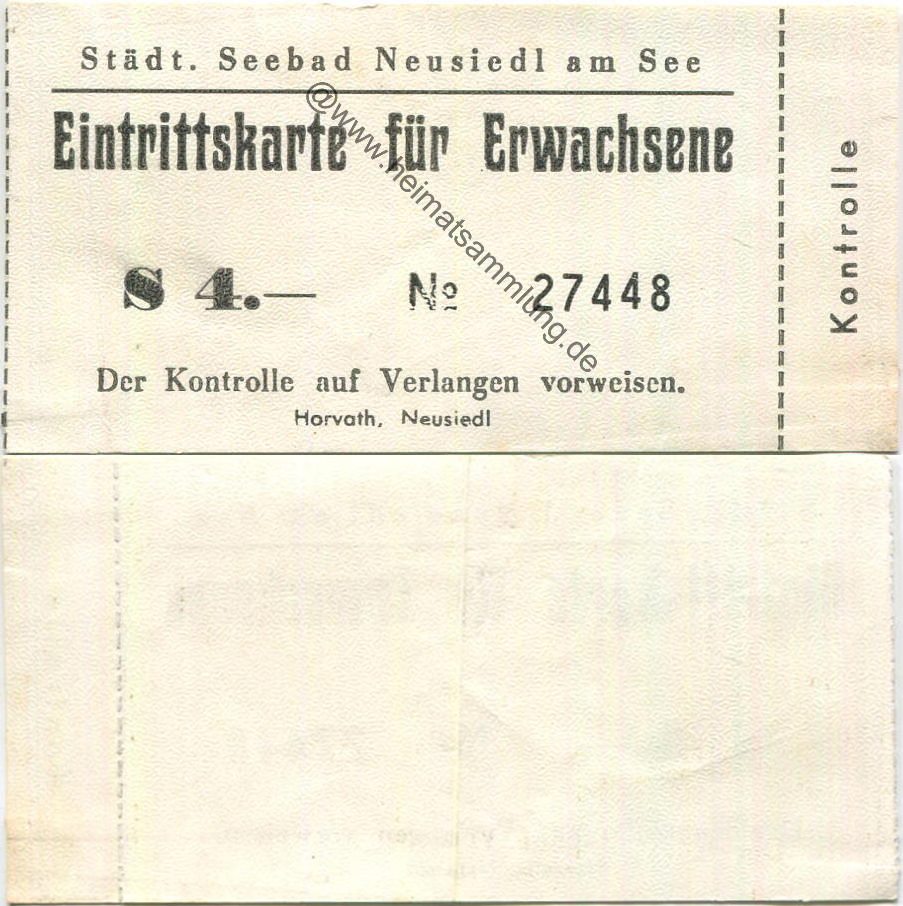 Städt. Seebad Neusiedl am See
Eintrittskarte für Erwachsene
S 4.— № 27448
Der Kontrolle auf Verlangen vorweisen.
Horvath, Neusiedl
Kontrolle
@www.heimatsammlung.de